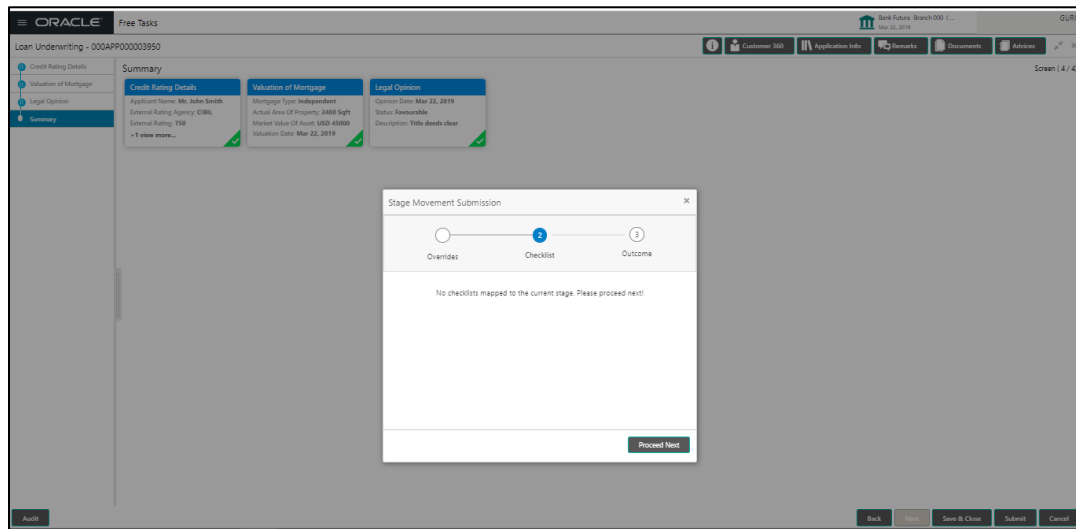 ORACLE
Free Tasks
Bank Futura -Branch 000 ( ...
Mar 22, 2019
GURU
Loan Underwriting - 000APP000003950
Customer 360
Application Info
Remarks
Documents
Advices
Credit Rating Details
Valuation of Mortgage
Legal Opinion
Summary
Summary
Screen ( 4 / 4
Credit Rating Details
Applicant Name: Mr. John Smith
External Rating Agency: CIBIL
External Rating: 750
+1 view more...
Valuation of Mortgage
Mortgage Type: Independent
Actual Area Of Property: 2400 Sqft
Market Value Of Asset: USD 45000
Valuation Date: Mar 22, 2019
Legal Opinion
Opinion Date: Mar 22, 2019
Status: Favourable
Description: Title deeds clear
Stage Movement Submission
2
3
Overrides
Checklist
Outcome
No checklists mapped to the current stage. Please proceed next!
Proceed Next
Audit
Back
Next
Save & Close
Submit
Cancel